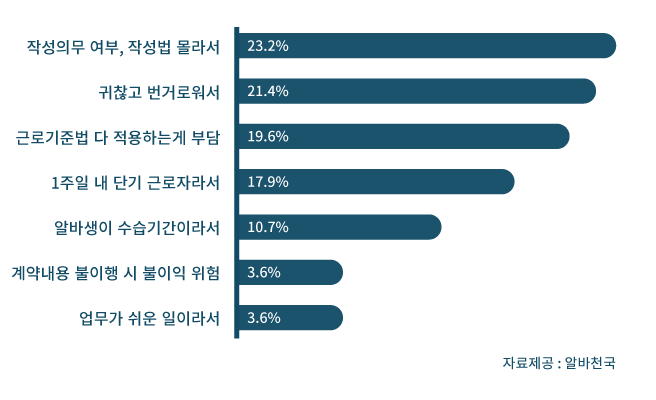 작성의무 여부, 작성법 몰라서 23.2%
귀찮고 번거로워서 21.4%
근로기준법 다 적용하는게 부담 19.6%
1주일 내 단기 근로자라서 17.9%
알바생이 수습기간이라서 10.7%
계약내용 불이행 시 불이익 위험 3.6%
업무가 쉬운 일이라서 3.6%
자료제공 : 알바천국